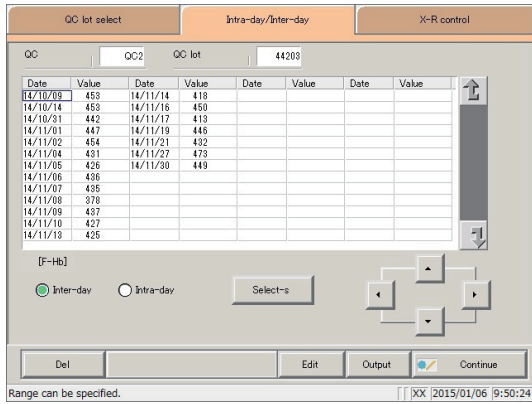 QC lot select Intra-day/Inter-day X-R control
QC QC2 QC lot 44203
Date Value Date Value Date Value Date Value
14/10/09 453 14/11/14 418
14/10/14 453 14/11/16 450
14/10/31 442 14/11/17 413
14/11/01 447 14/11/19 446
14/11/02 454 14/11/21 432
14/11/04 431 14/11/27 473
14/11/05 426 14/11/30 449
14/11/06 436
14/11/07 435
14/11/08 378
14/11/09 437
14/11/10 427
14/11/13 425
[F-Hb]
Inter-day Intra-day Select-s
Del Edit Output Continue
Range can be specified. XX 2015/01/06 9:50:24